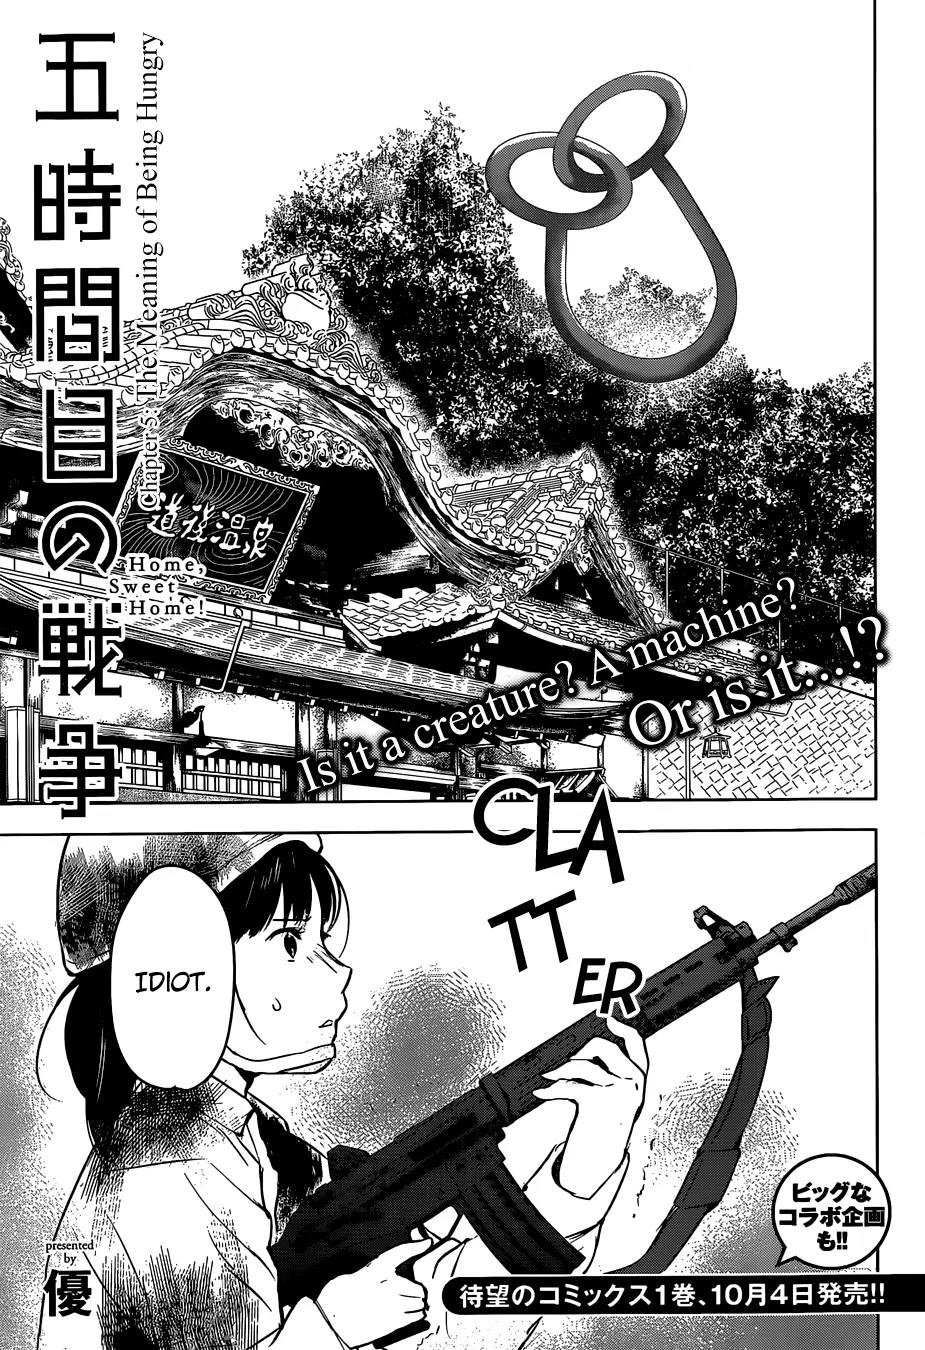 五時間目の戦争
Chapter 5: The Meaning of Being Hungry
Home,
Sweet
Home!
道後温泉
Is it a creature? A machine?
Or is it...!?
CLA
TT
ER
IDIOT.
ビッグな
コラボ企画
も!!
presented
by
優
待望のコミックス1巻、10月4日発売!!